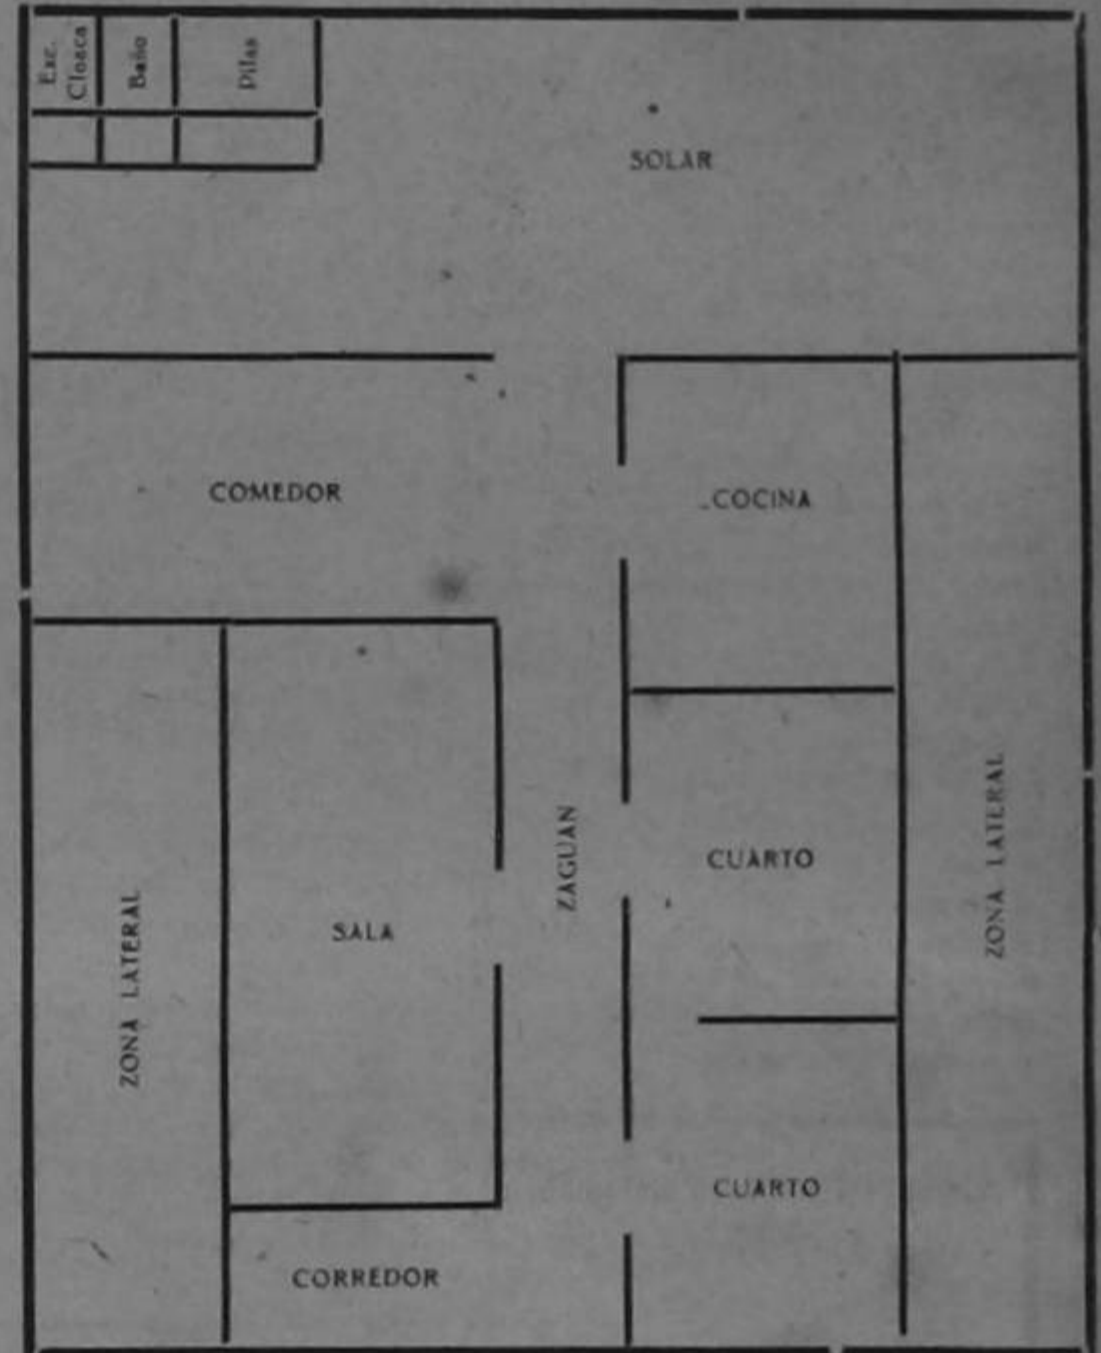 Exc.
Cloaca
Baño
Pilas
SOLAR
COMEDOR
COCINA
ZAGUAN
CUARTO
ZONA LATERAL
SALA
ZONA LATERAL
CUARTO
CORREDOR